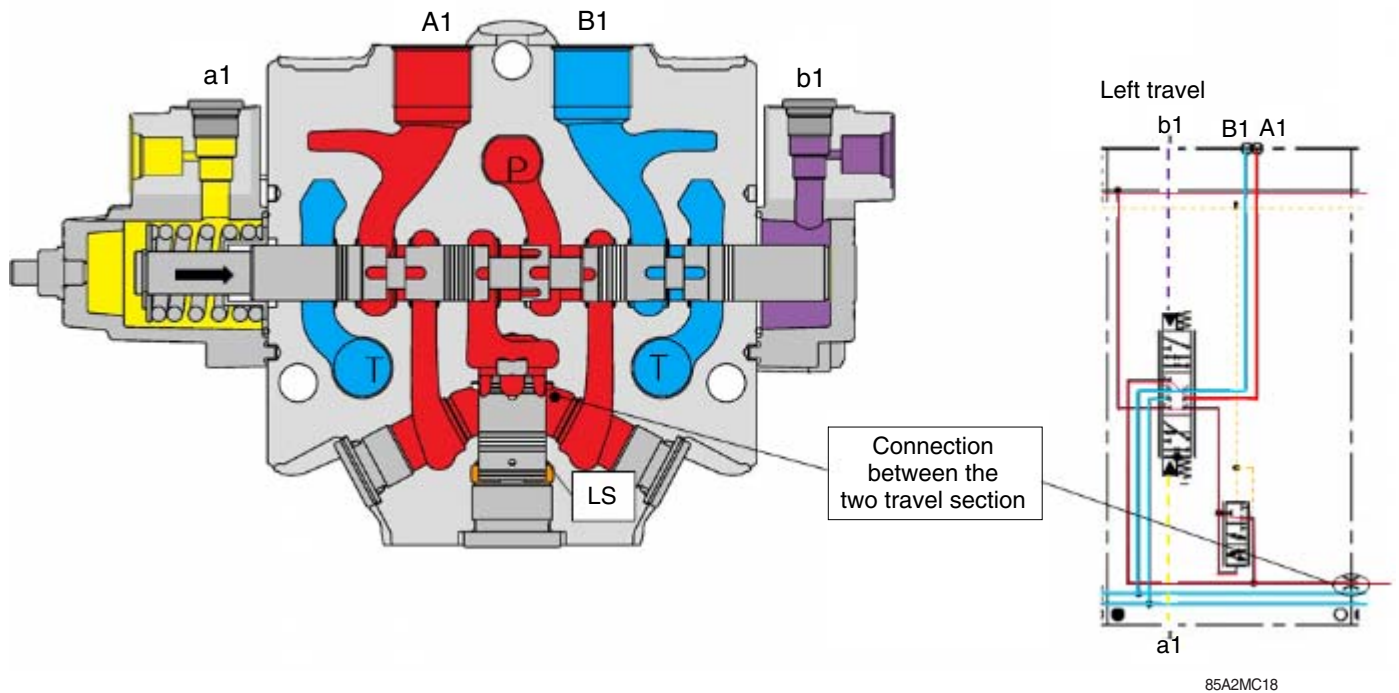 A1
B1
a1
b1
P
T
T
LS
Connection
between the
two travel section
Left travel
b1
B1
A1
a1
85A2MC18